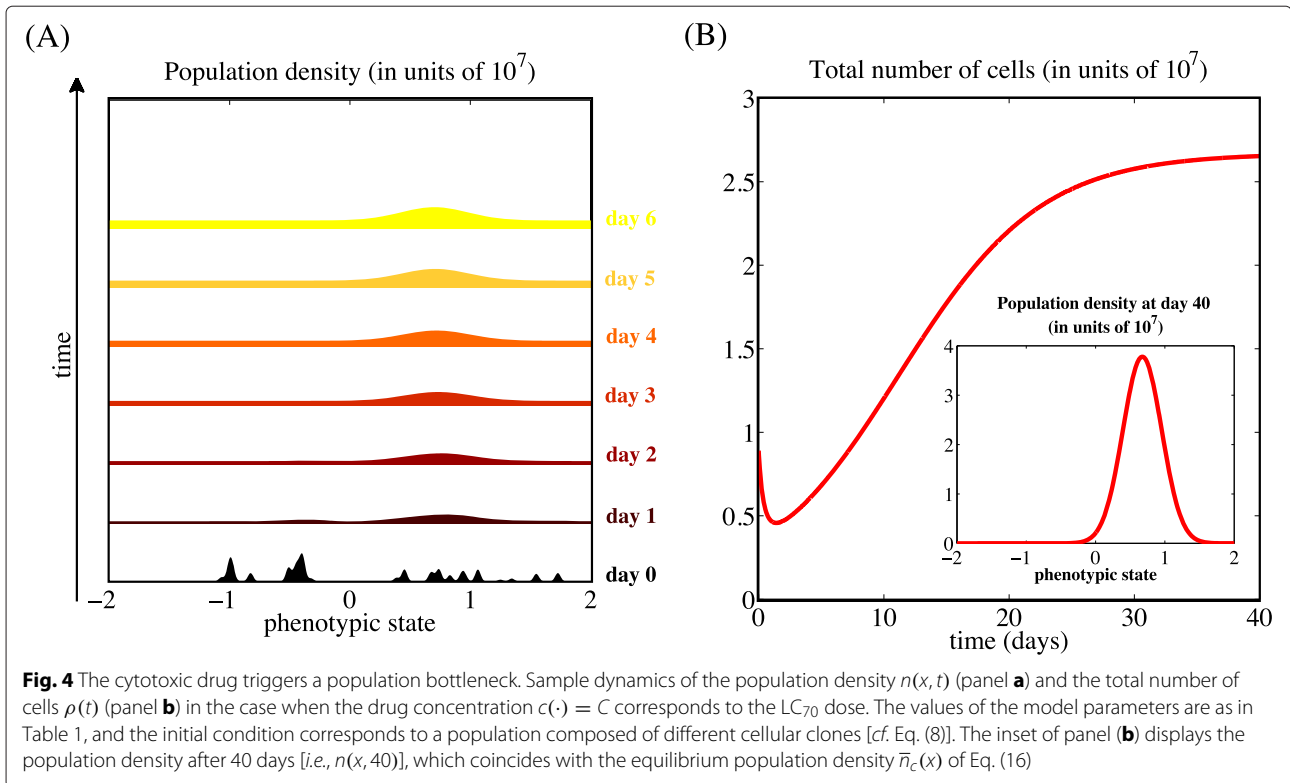 (A)
Population density (in units of 10⁷)
time
day 6
day 5
day 4
day 3
day 2
day 1
day 0
−2 −1 0 1 2
phenotypic state
(B)
Total number of cells (in units of 10⁷)
3
2.5
2
1.5
1
0.5
0
0 10 20 30 40
time (days)
Population density at day 40
(in units of 10⁷)
4
3
2
1
0
−2 −1 0 1 2
phenotypic state
Fig. 4 The cytotoxic drug triggers a population bottleneck. Sample dynamics of the population density n(x, t) (panel a) and the total number of
cells ρ(t) (panel b) in the case when the drug concentration c(·) = C corresponds to the LC₇₀ dose. The values of the model parameters are as in
Table 1, and the initial condition corresponds to a population composed of different cellular clones [cf. Eq. (8)]. The inset of panel (b) displays the
population density after 40 days [i.e., n(x, 40)], which coincides with the equilibrium population density n̅_c(x) of Eq. (16)